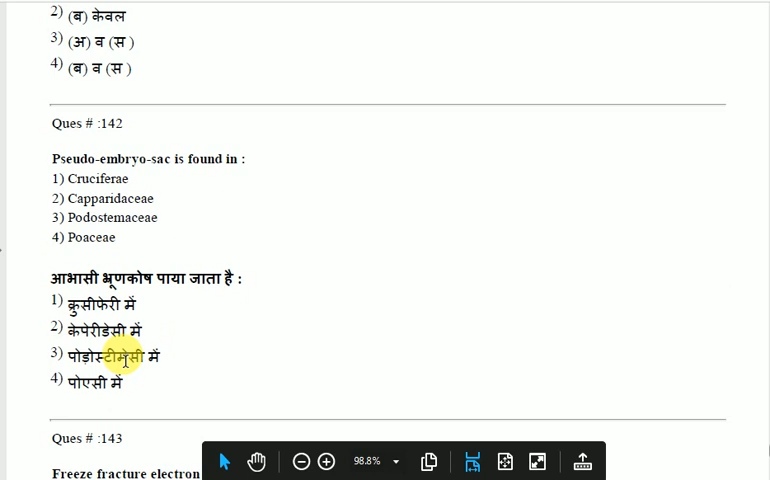 2) (ब) केवल
3) (अ) व (स )
4) (ब) व (स )
Ques # :142
Pseudo-embryo-sac is found in :
1) Cruciferae
2) Capparidaceae
3) Podostemaceae
4) Poaceae
आभासी भ्रूणकोष पाया जाता है :
1) क्रुसीफेरी में
2) केपेरीडेसी में
3) पोड़ोस्टीमेसी में
4) पोएसी में
Ques # :143
Freeze fracture electron
98.8%